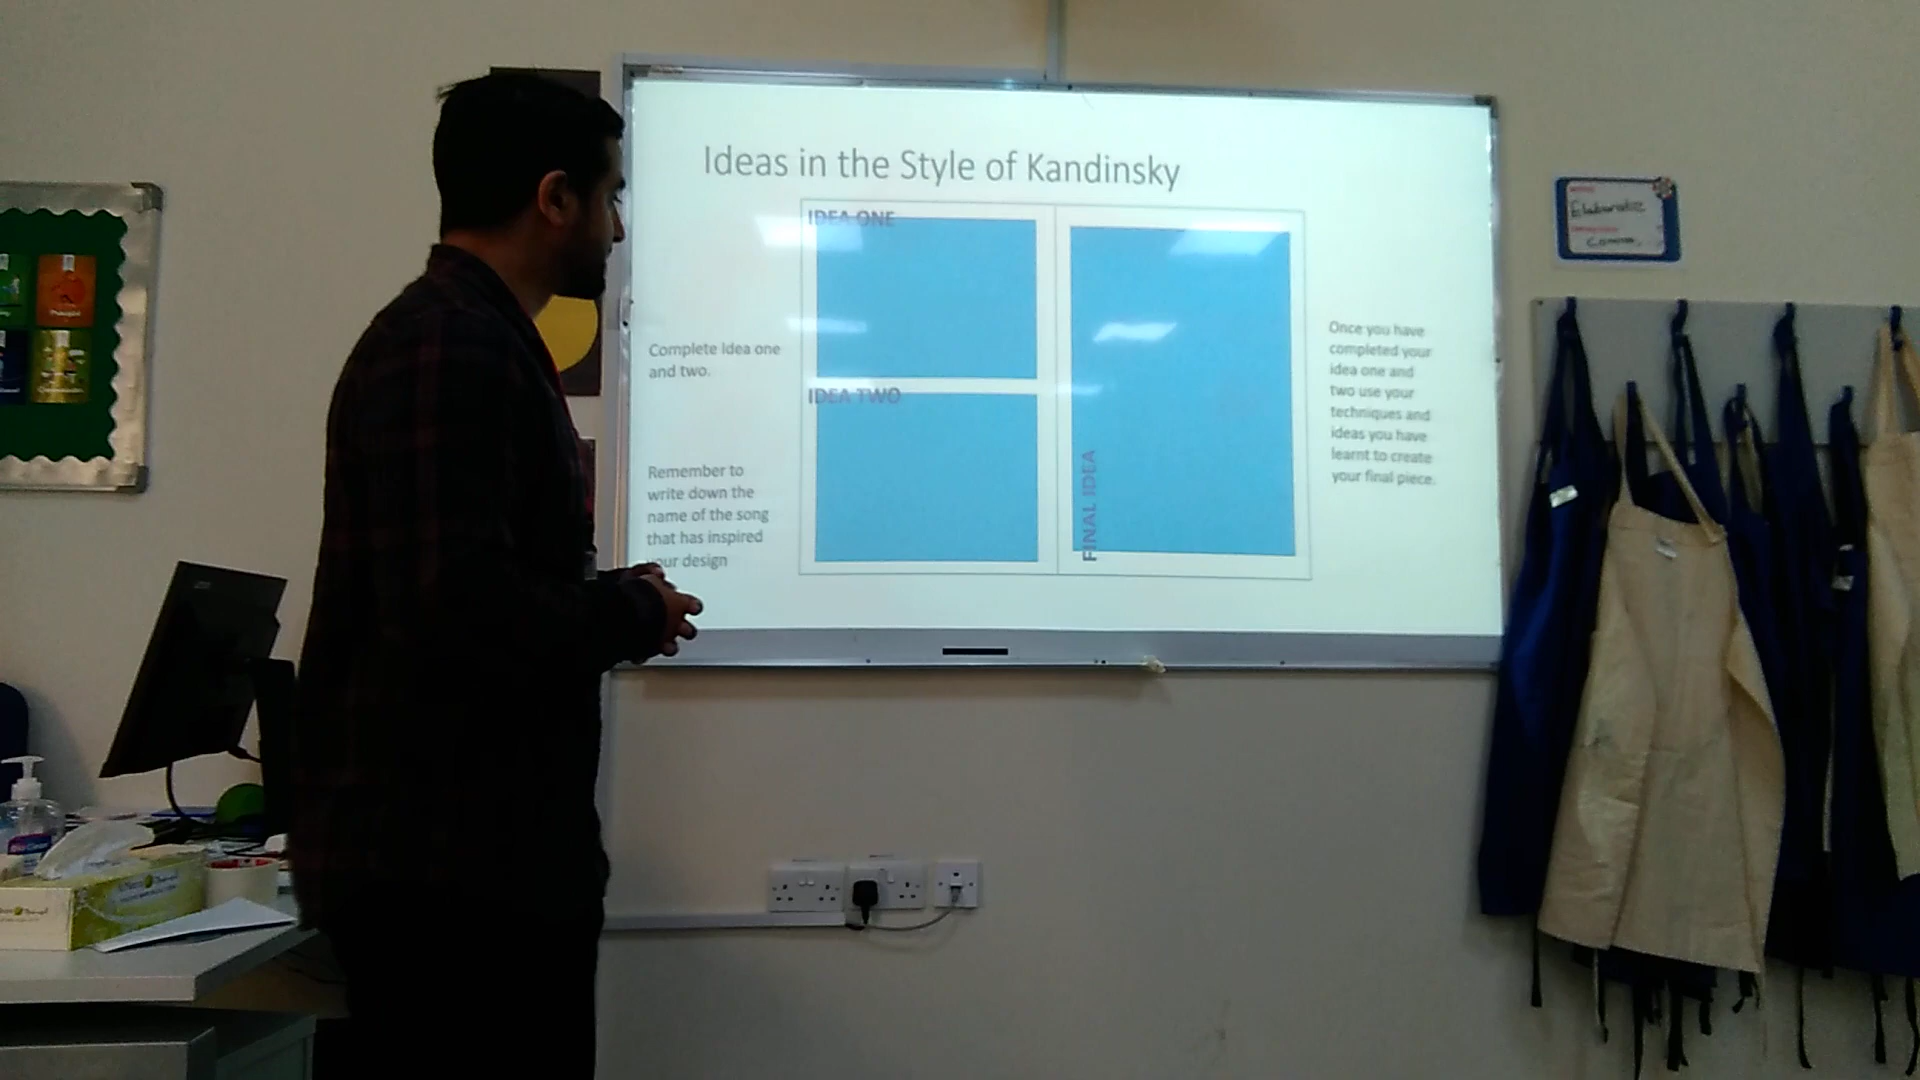 Ideas in the Style of Kandinsky
IDEA ONE
Complete Idea one
and two.
IDEA TWO
Remember to
write down the
name of the song
that has inspired
your design
FINAL IDEA
Once you have
completed your
idea one and
two use your
techniques and
ideas you have
learnt to create
your final piece.
Elaborate